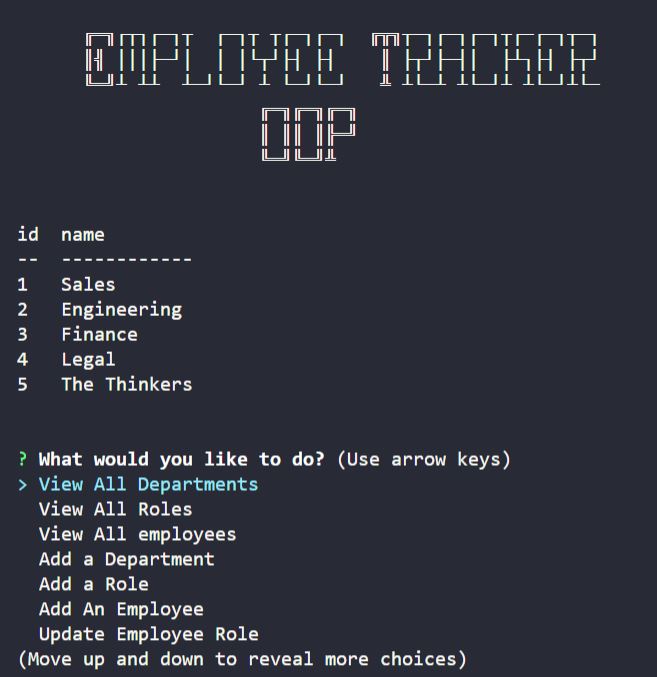 EMPLOYEE TRACKER
OOP
id  name
--  ------------
1   Sales
2   Engineering
3   Finance
4   Legal
5   The Thinkers
? What would you like to do? (Use arrow keys)
> View All Departments
  View All Roles
  View All employees
  Add a Department
  Add a Role
  Add An Employee
  Update Employee Role
(Move up and down to reveal more choices)